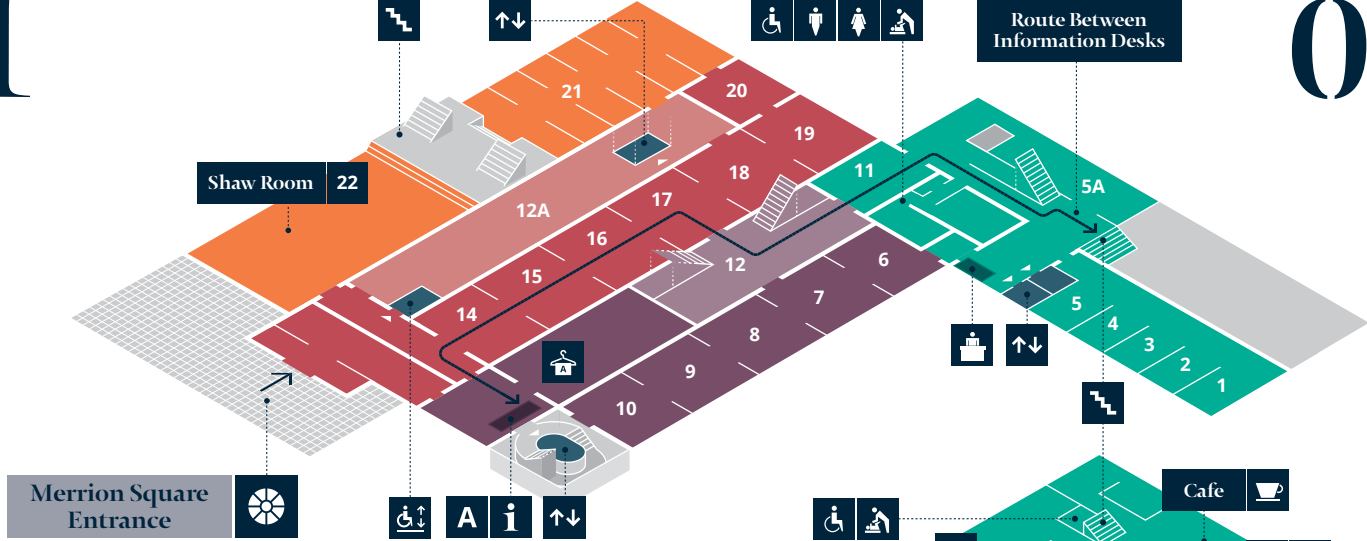 1
0
Route Between
Information Desks
21
20
19
18
11
5A
Shaw Room 22
17
12A
16
12
6
15
7
14
5
8
4
3
9
2
A
1
10
Merrion Square
Entrance
A
i
Cafe